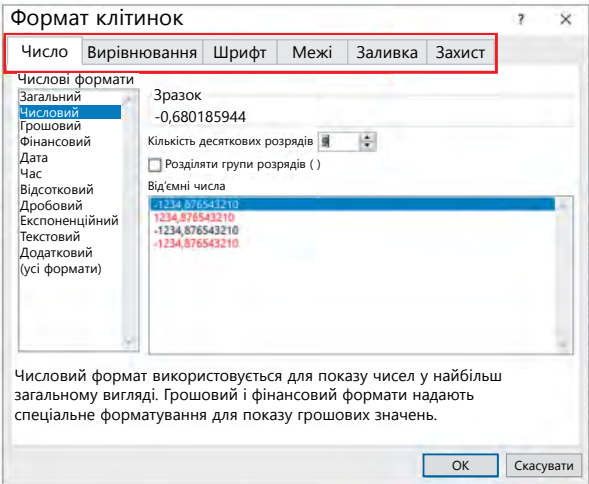 Формат клітинок ? ×
Число Вирівнювання Шрифт Межі Заливка Захист
Числові формати
Загальний
Числовий
Грошовий
Фінансовий
Дата
Час
Відсотковий
Дробовий
Експоненційний
Текстовий
Додатковий
(усі формати)
Зразок
-0,680185944
Кількість десяткових розрядів 9
Розділяти групи розрядів ( )
Від'ємні числа
-1234,876543210
1234,876543210
-1234,876543210
-1234,876543210
Числовий формат використовується для показу чисел у найбільш
загальному вигляді. Грошовий і фінансовий формати надають
спеціальне форматування для показу грошових значень.
ОК Скасувати